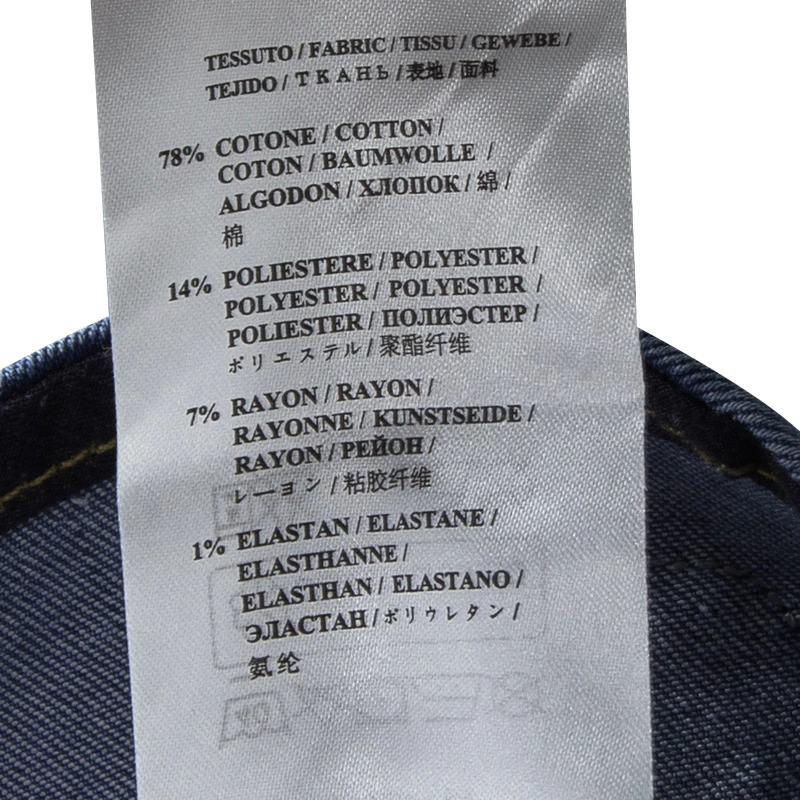 TESSUTO / FABRIC / TISSU / GEWEBE /
TEJIDO / ТКАНЬ / 表地 / 面料
78% COTONE / COTTON /
COTON / BAUMWOLLE /
ALGODON / ХЛОПОК / 綿 /
棉
14% POLIESTERE / POLYESTER /
POLYESTER / POLYESTER /
POLIESTER / ПОЛИЭСТЕР /
ポリエステル / 聚酯纤维
7% RAYON / RAYON /
RAYONNE / KUNSTSEIDE /
RAYON / РЕЙОН /
レーヨン / 粘胶纤维
1% ELASTAN / ELASTANE /
ELASTHANNE /
ELASTHAN / ELASTANO /
ЭЛАСТАН / ポリウレタン /
氨纶